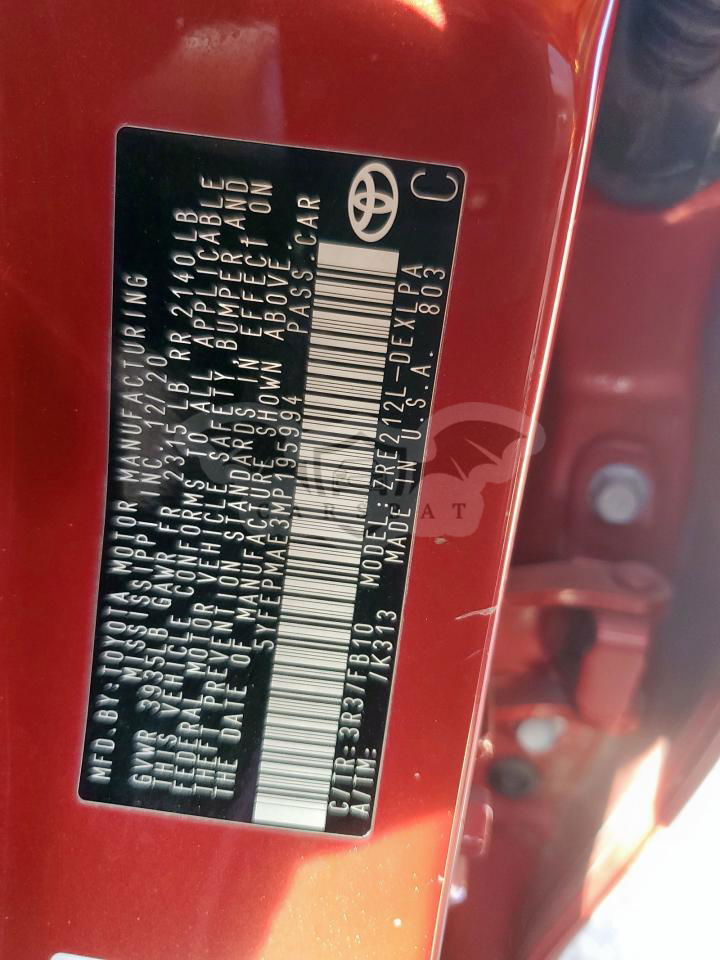 MFD.BY:TOYOTA MOTOR MANUFACTURING
MISSISSIPPI INC.12/20
GVWR 3935LB GAWR FR 2315LB RR 2140LB
THIS VEHICLE CONFORMS TO ALL APPLICABLE
FEDERAL MOTOR VEHICLE SAFETY, BUMPER AND
THEFT PREVENTION STANDARDS IN EFFECT ON
THE DATE OF MANUFACTURE SHOWN ABOVE.
5YFEPMAE3MP195994 PASS.CAR
C/TR:3R3/FB10 MODEL:ZRE212L-DEXLPA
A/TM: /K313 MADE IN U.S.A. 803
C